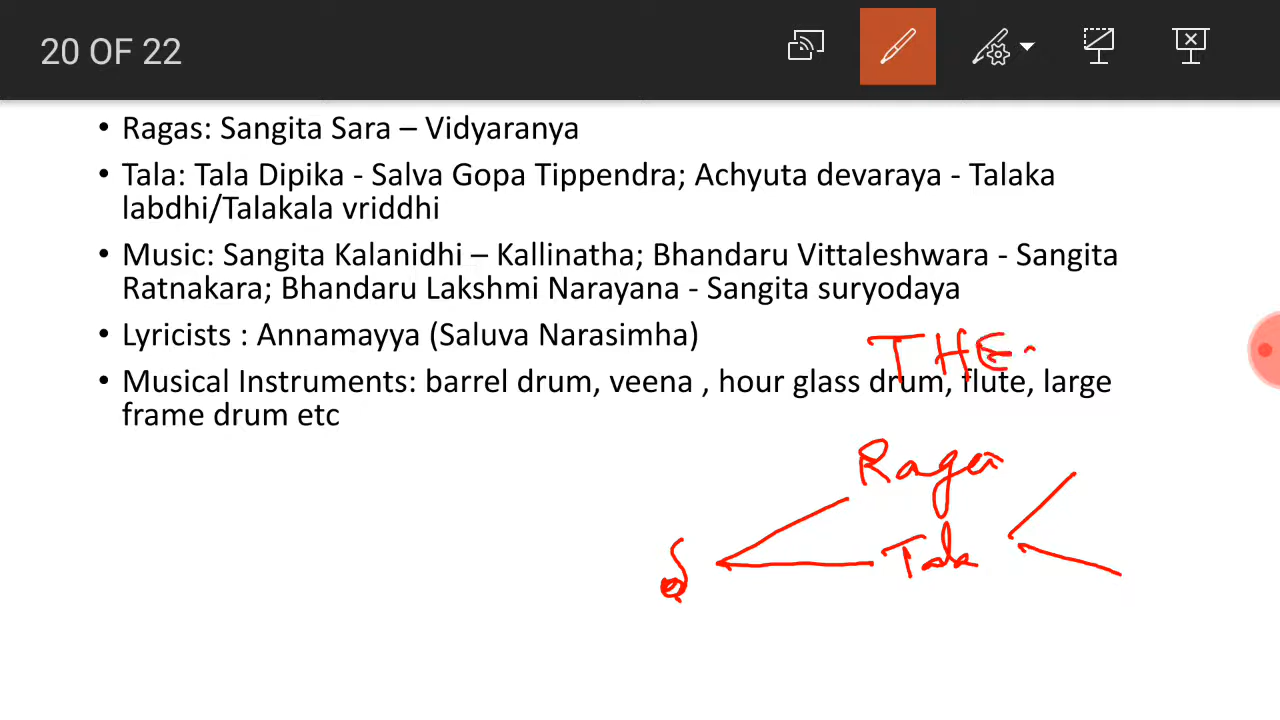 20 OF 22
• Ragas: Sangita Sara – Vidyaranya
• Tala: Tala Dipika - Salva Gopa Tippendra; Achyuta devaraya - Talaka
labdhi/Talakala vriddhi
• Music: Sangita Kalanidhi – Kallinatha; Bhandaru Vittaleshwara - Sangita
Ratnakara; Bhandaru Lakshmi Narayana - Sangita suryodaya
• Lyricists : Annamayya (Saluva Narasimha)
THE
• Musical Instruments: barrel drum, veena , hour glass drum, flute, large
frame drum etc
Raga
Tala